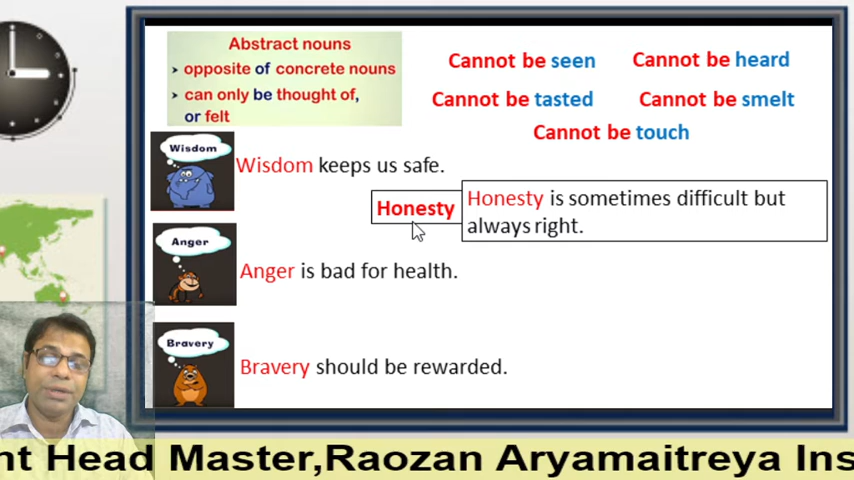 Abstract nouns
➤ opposite of concrete nouns
➤ can only be thought of,
or felt
Cannot be seen
Cannot be heard
Cannot be tasted
Cannot be smelt
Cannot be touch
Wisdom
Wisdom keeps us safe.
Honesty
Honesty is sometimes difficult but
always right.
Anger
Anger is bad for health.
Bravery
Bravery should be rewarded.
nt Head Master,Raozan Aryamaitreya Ins